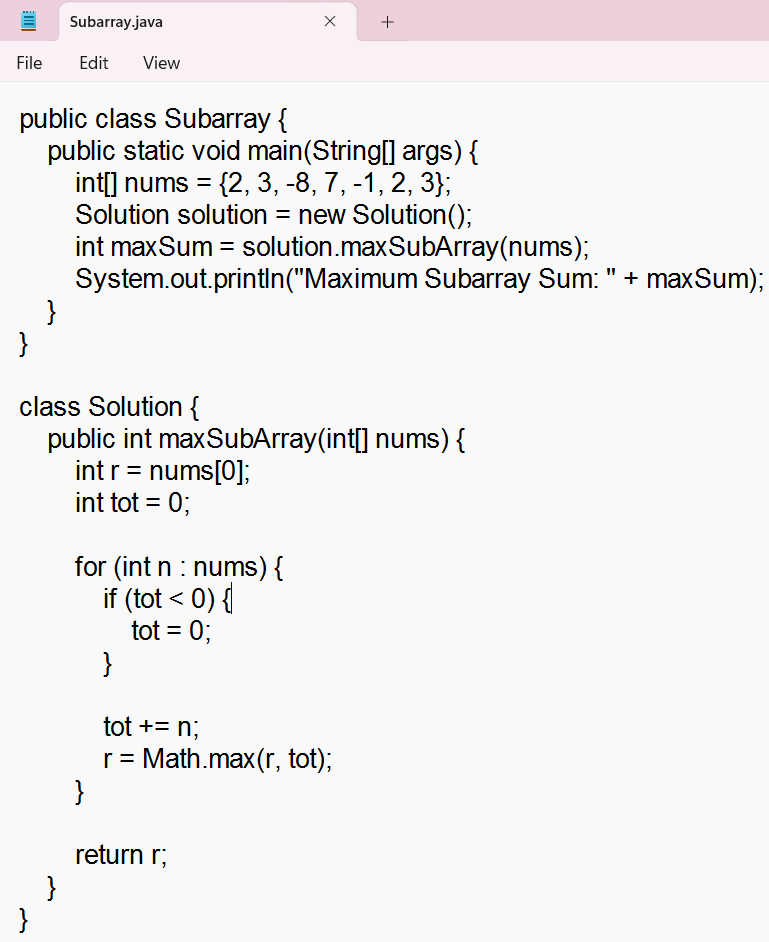 Subarray.java
File Edit View
public class Subarray {
    public static void main(String[] args) {
        int[] nums = {2, 3, -8, 7, -1, 2, 3};
        Solution solution = new Solution();
        int maxSum = solution.maxSubArray(nums);
        System.out.println("Maximum Subarray Sum: " + maxSum);
    }
}

class Solution {
    public int maxSubArray(int[] nums) {
        int r = nums[0];
        int tot = 0;

        for (int n : nums) {
            if (tot < 0) {
                tot = 0;
            }

            tot += n;
            r = Math.max(r, tot);
        }

        return r;
    }
}